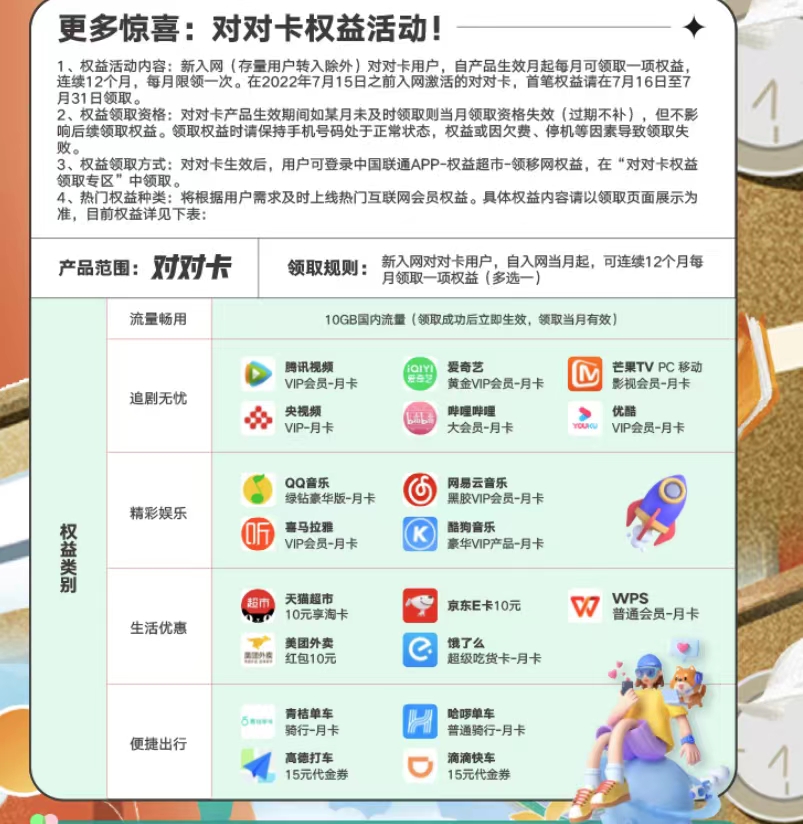 更多惊喜：对对卡权益活动！
1、权益活动内容：新入网（存量用户转入除外）对对卡用户，自产品生效月起每月可领取一项权益，
连续12个月，每月限领一次。在2022年7月15日之前入网激活的对对卡，首笔权益请在7月16日至7
月31日领取。
2、权益领取资格：对对卡产品生效期间如某月未及时领取则当月领取资格失效（过期不补），但不影
响后续领取权益。领取权益时请保持手机号码处于正常状态，权益或因欠费、停机等因素导致领取失
败。
3、权益领取方式：对对卡生效后，用户可登录中国联通APP-权益超市-领移网权益，在“对对卡权益
领取专区”中领取。
4、热门权益种类：将根据用户需求及时上线热门互联网会员权益。具体权益内容请以领取页面展示为
准，目前权益详见下表：
产品范围：对对卡
领取规则：
新入网对对卡用户，自入网当月起，可连续12个月每
月领取一项权益（多选一）
权益类别
流量畅用
10GB国内流量（领取成功后立即生效，领取当月有效）
追剧无忧
腾讯视频
VIP会员-月卡
iQIYI
爱奇艺
爱奇艺
黄金VIP会员-月卡
芒果TV PC 移动
影视会员-月卡
央视频
VIP-月卡
哔哩哔哩
大会员-月卡
YOUKU
优酷
VIP会员-月卡
精彩娱乐
QQ音乐
绿钻豪华版-月卡
网易云音乐
黑胶VIP会员-月卡
听
喜马拉雅
VIP会员-月卡
K
酷狗音乐
豪华VIP产品-月卡
生活优惠
超市
天猫超市
10元享淘卡
京东E卡10元
W
WPS
普通会员-月卡
美团外卖
美团外卖
红包10元
饿了么
超级吃货卡-月卡
便捷出行
青桔单车
骑行-月卡
哈啰单车
普通骑行-月卡
高德打车
15元代金券
滴滴快车
15元代金券